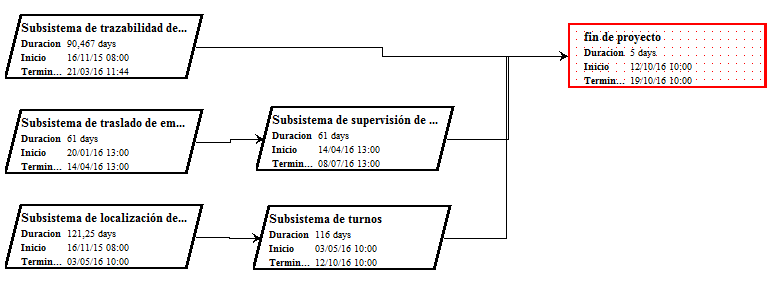 Subsistema de trazabilidad de...
Duracion 90,467 days
Inicio 16/11/15 08:00
Termin... 21/03/16 11:44
fin de proyecto
Duracion 5 days
Inicio 12/10/16 10:00
Termin... 19/10/16 10:00
Subsistema de traslado de em...
Duracion 61 days
Inicio 20/01/16 13:00
Termin... 14/04/16 13:00
Subsistema de supervisión de ...
Duracion 61 days
Inicio 14/04/16 13:00
Termin... 08/07/16 13:00
Subsistema de localización de...
Duracion 121,25 days
Inicio 16/11/15 08:00
Termin... 03/05/16 10:00
Subsistema de turnos
Duracion 116 days
Inicio 03/05/16 10:00
Termin... 12/10/16 10:00